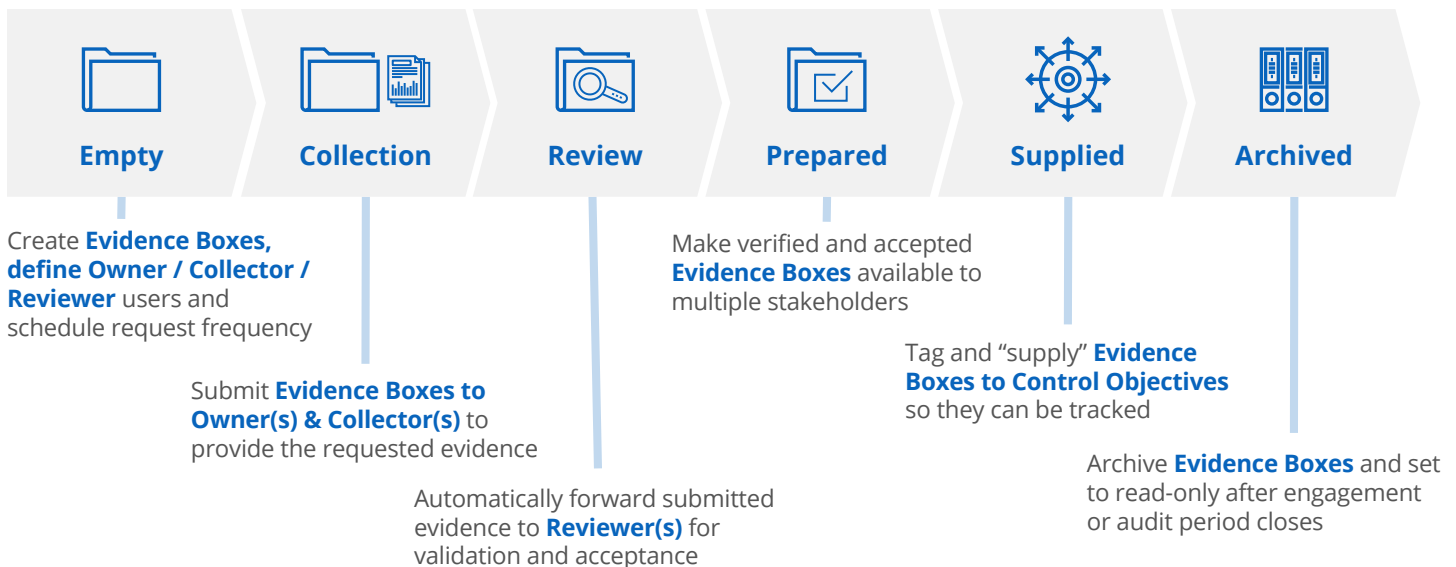 Empty
Collection
Review
Prepared
Supplied
Archived
Create Evidence Boxes,
define Owner / Collector /
Reviewer users and
schedule request frequency
Submit Evidence Boxes to
Owner(s) & Collector(s) to
provide the requested evidence
Automatically forward submitted
evidence to Reviewer(s) for
validation and acceptance
Make verified and accepted
Evidence Boxes available to
multiple stakeholders
Tag and “supply” Evidence
Boxes to Control Objectives
so they can be tracked
Archive Evidence Boxes and set
to read-only after engagement
or audit period closes